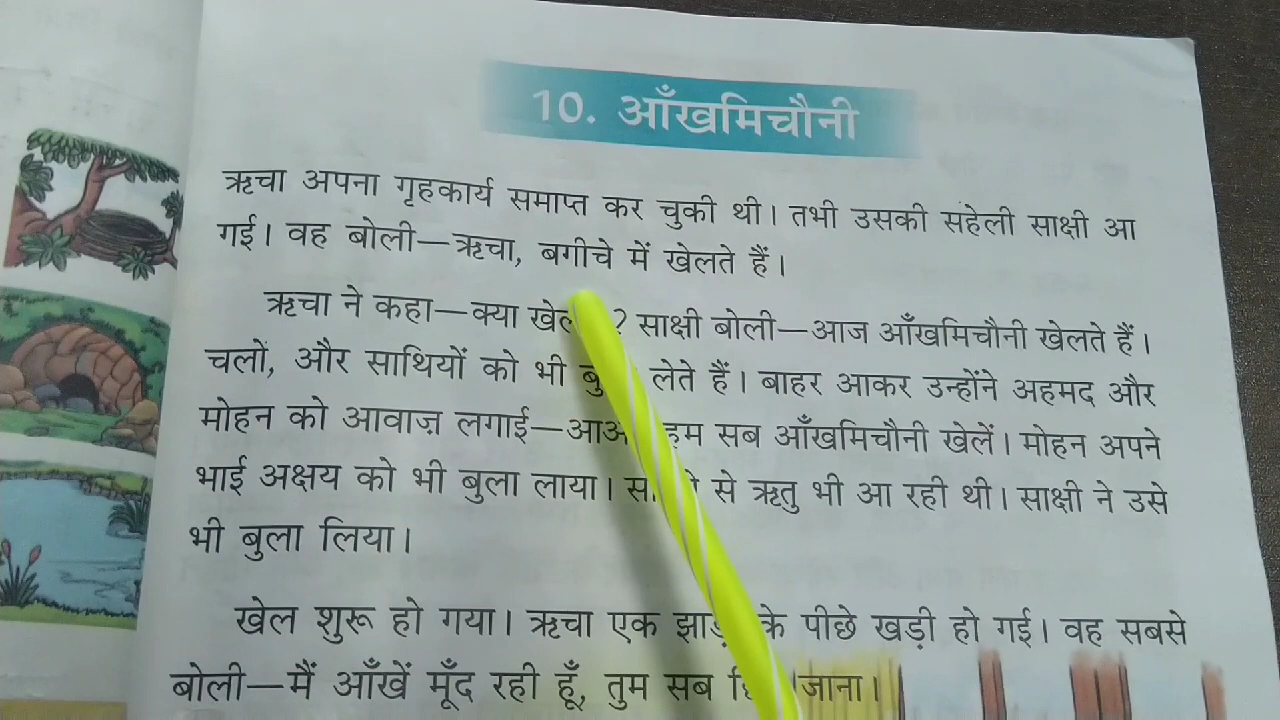 10. आँखमिचौनी
ऋचा अपना गृहकार्य समाप्त कर चुकी थी। तभी उसकी सहेली साक्षी आ
गई। वह बोली—ऋचा, बगीचे में खेलते हैं।
ऋचा ने कहा—क्या ? साक्षी बोली—आज आँखमिचौनी खेलते हैं।
चलों, और साथियों को भी लेते हैं। बाहर आकर उन्होंने अहमद और
मोहन को आवाज़ लगाई— हम सब आँखमिचौनी खेलें। मोहन अपने
भाई अक्षय को भी बुला लाया। से ऋतु भी आ रही थी। साक्षी ने उसे
भी बुला लिया।
खेल शुरू हो गया। ऋचा एक के पीछे खड़ी हो गई। वह सबसे
बोली—मैं आँखें मूँद रही हूँ, तुम सब जाना।